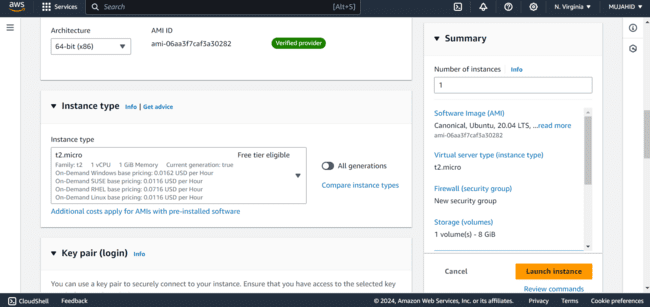 aws
Services
Search
[Alt+S]
N. Virginia
MUJAHID
Architecture
AMI ID
64-bit (x86)
ami-06aa3f7caf3a30282
Verified provider
Instance type Info | Get advice
Instance type
t2.micro
Free tier eligible
Family: t2 1 vCPU 1 GiB Memory Current generation: true
On-Demand Windows base pricing: 0.0162 USD per Hour
On-Demand SUSE base pricing: 0.0116 USD per Hour
On-Demand RHEL base pricing: 0.0716 USD per Hour
On-Demand Linux base pricing: 0.0116 USD per Hour
All generations
Compare instance types
Additional costs apply for AMIs with pre-installed software
Key pair (login) Info
You can use a key pair to securely connect to your instance. Ensure that you have access to the selected key
Summary
Number of instances Info
1
Software Image (AMI)
Canonical, Ubuntu, 20.04 LTS, ...read more
ami-06aa3f7caf3a30282
Virtual server type (instance type)
t2.micro
Firewall (security group)
New security group
Storage (volumes)
1 volume(s) - 8 GiB
Cancel
Launch instance
Review commands
CloudShell
Feedback
© 2024, Amazon Web Services, Inc. or its affiliates.
Privacy
Terms
Cookie preferences